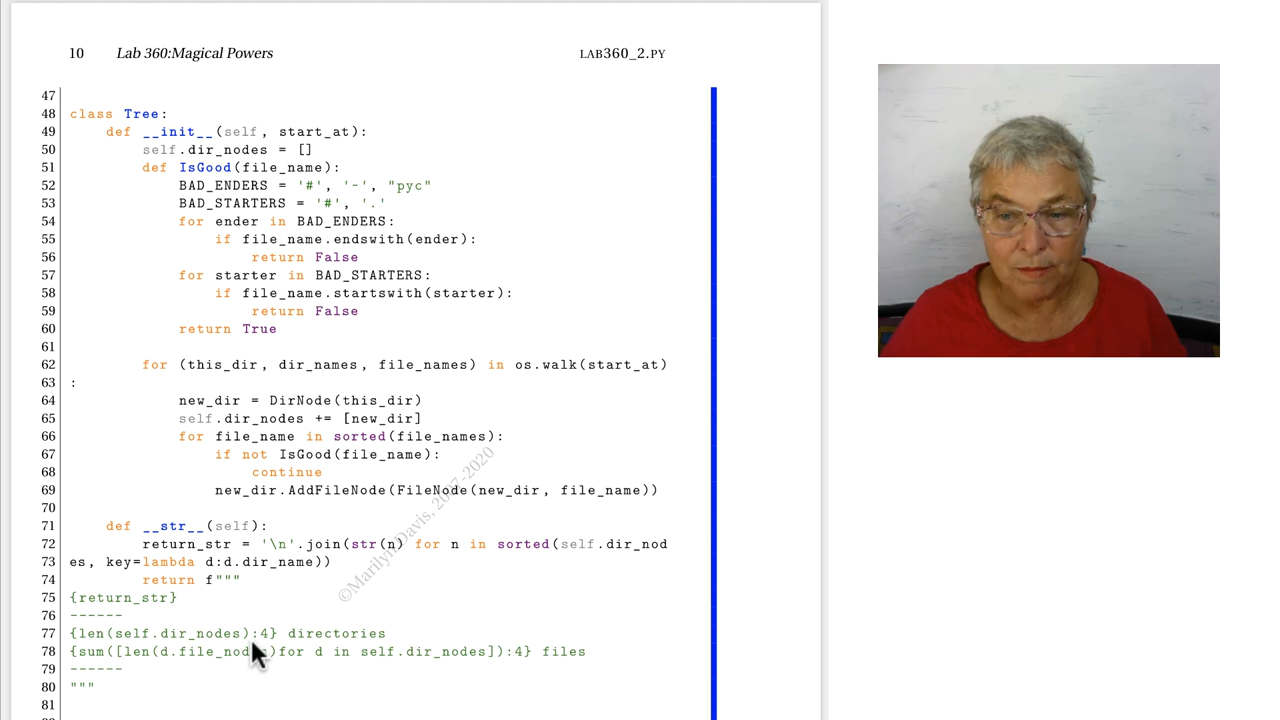 10 Lab 360:Magical Powers LAB360_2.PY
47
48 class Tree:
49 def __init__(self, start_at):
50 self.dir_nodes = []
51 def IsGood(file_name):
52 BAD_ENDERS = '#', '~', "pyc"
53 BAD_STARTERS = '#', '.'
54 for ender in BAD_ENDERS:
55 if file_name.endswith(ender):
56 return False
57 for starter in BAD_STARTERS:
58 if file_name.startswith(starter):
59 return False
60 return True
61
62 for (this_dir, dir_names, file_names) in os.walk(start_at)
63 :
64 new_dir = DirNode(this_dir)
65 self.dir_nodes += [new_dir]
66 for file_name in sorted(file_names):
67 if not IsGood(file_name):
68 continue
69 new_dir.AddFileNode(FileNode(new_dir, file_name))
70
71 def __str__(self):
72 return_str = '\n'.join(str(n) for n in sorted(self.dir_nod
73 es, key=lambda d:d.dir_name))
74 return f"""
75 {return_str}
76 ------
77 {len(self.dir_nodes):4} directories
78 {sum([len(d.file_nodes)for d in self.dir_nodes]):4} files
79 ------
80 """
81
©Marilyn Davis, 2007-2020